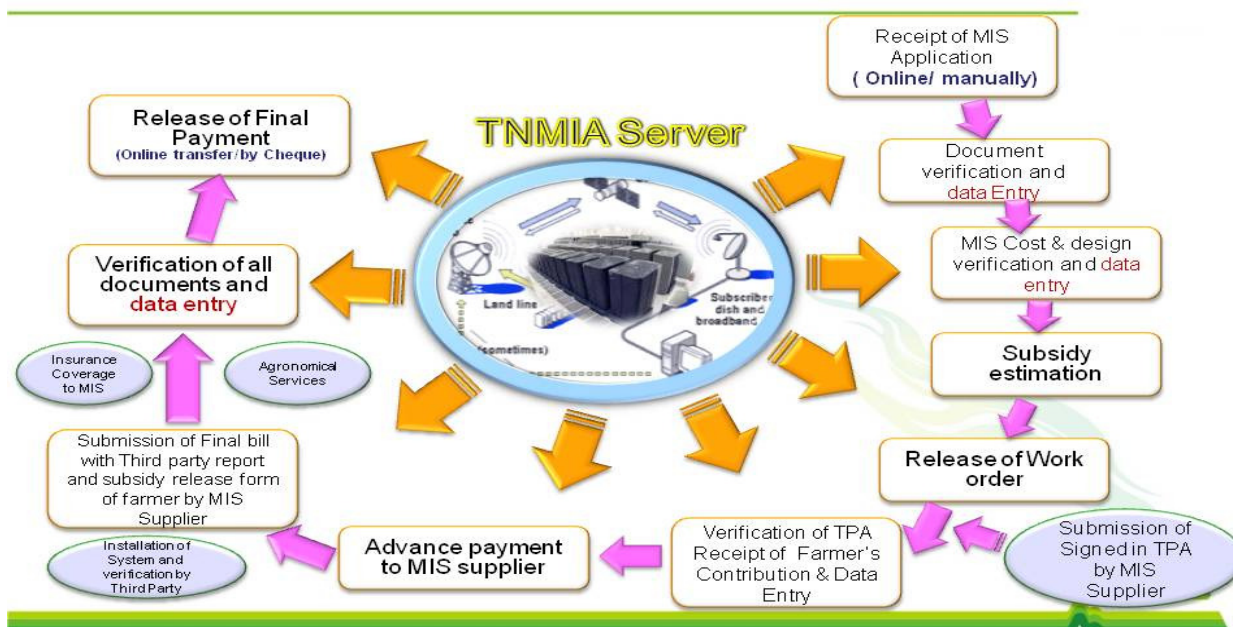 TNMIA Server
Receipt of MIS
Application
( Online/ manually)
Document
verification and
data Entry
MIS Cost & design
verification and data
entry
Subsidy
estimation
Release of Work
order
Submission of
Signed in TPA
by MIS
Supplier
Verification of TPA
Receipt of Farmer's
Contribution & Data
Entry
Advance payment
to MIS supplier
Installation of
System and
verification by
Third Party
Submission of Final bill
with Third party report
and subsidy release form
of farmer by MIS
Supplier
Insurance
Coverage
to MIS
Agronomical
Services
Verification of all
documents and
data entry
Release of Final
Payment
(Online transfer/by Cheque)
Land line
Subscriber
dish and
broadband
(sometimes)